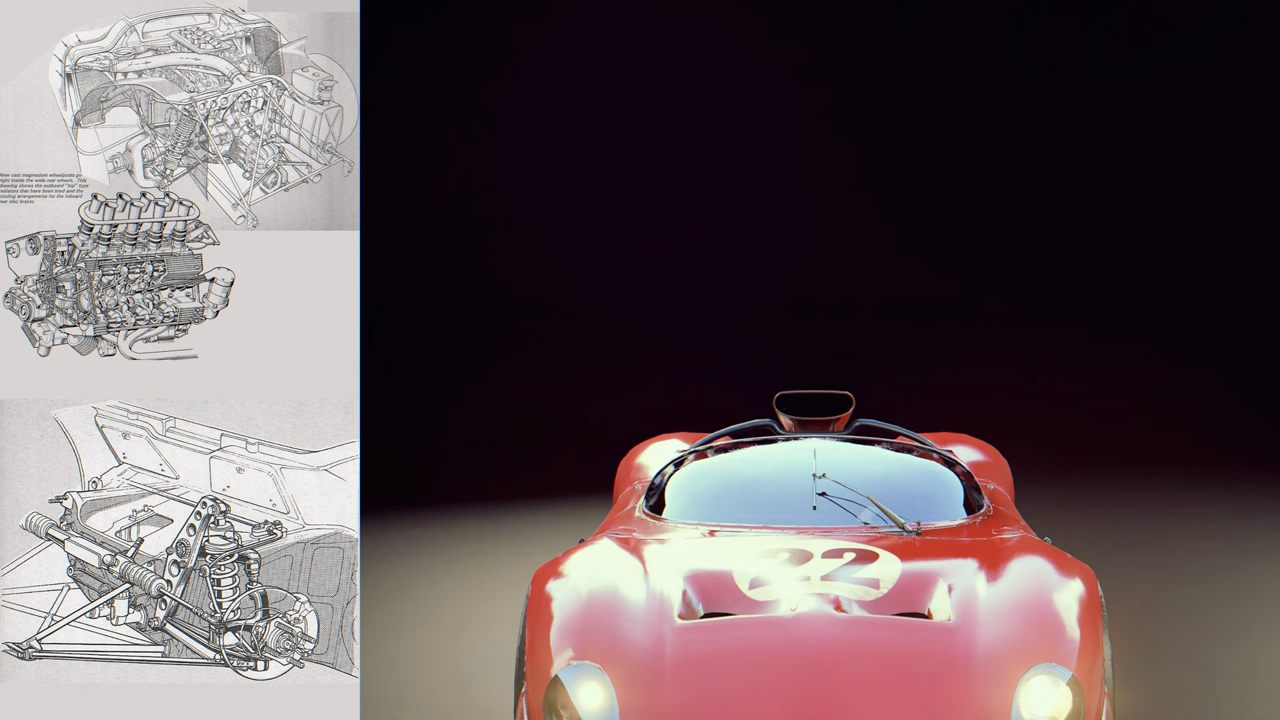 New cast magnesium wheelposts go
right inside the wide rear wheels. This
drawing shows the outboard "hip" type
radiators that have been tried and the
cooling arrangements for the inboard
rear disc brakes
22